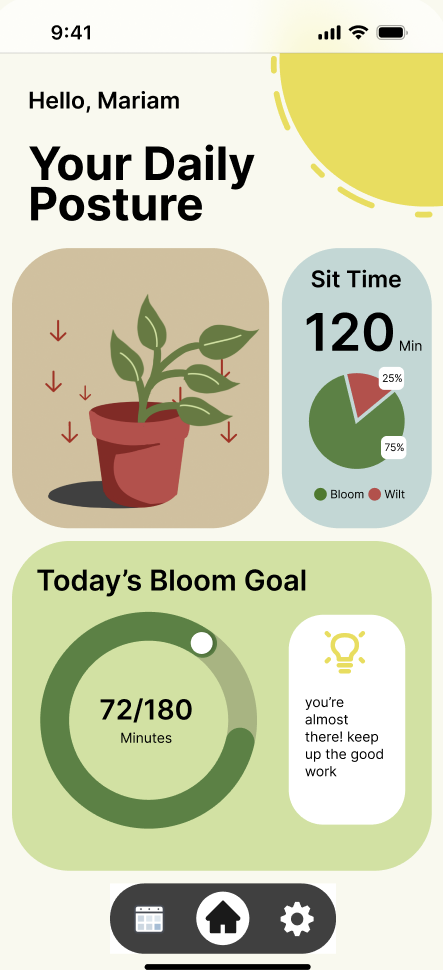 9:41
Hello, Mariam
Your Daily
Posture
Sit Time
120 Min
25%
75%
Bloom Wilt
Today’s Bloom Goal
72/180
Minutes
you’re
almost
there! keep
up the good
work